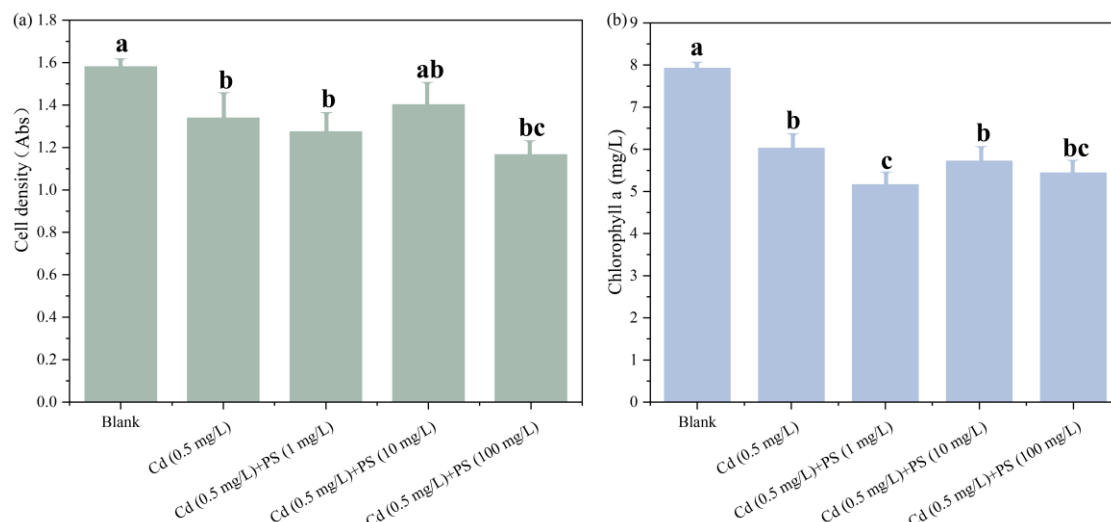 (a)
Cell density (Abs)
1.8
1.6
1.4
1.2
1.0
0.8
0.6
0.4
0.2
0.0
a
b
b
ab
bc
Blank
Cd (0.5 mg/L)
Cd (0.5 mg/L)+PS (1 mg/L)
Cd (0.5 mg/L)+PS (10 mg/L)
Cd (0.5 mg/L)+PS (100 mg/L)
(b)
Chlorophyll a (mg/L)
9
8
7
6
5
4
3
2
1
0
a
b
c
b
bc
Blank
Cd (0.5 mg/L)
Cd (0.5 mg/L)+PS (1 mg/L)
Cd (0.5 mg/L)+PS (10 mg/L)
Cd (0.5 mg/L)+PS (100 mg/L)